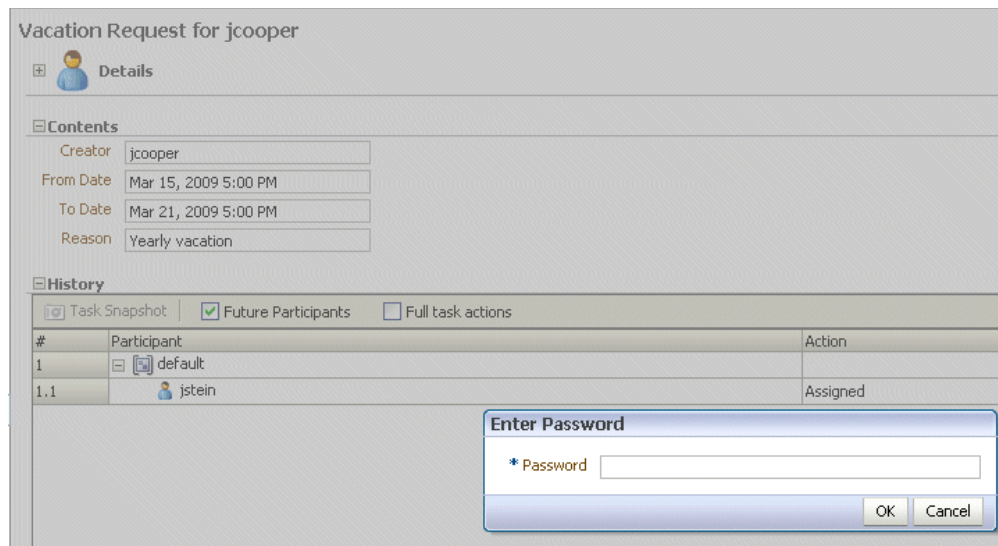 Vacation Request for jcooper
Details
Contents
Creator jcooper
From Date Mar 15, 2009 5:00 PM
To Date Mar 21, 2009 5:00 PM
Reason Yearly vacation
History
Task Snapshot Future Participants Full task actions
# Participant Action
1 default
1.1 jstein Assigned
Enter Password
* Password
OK Cancel